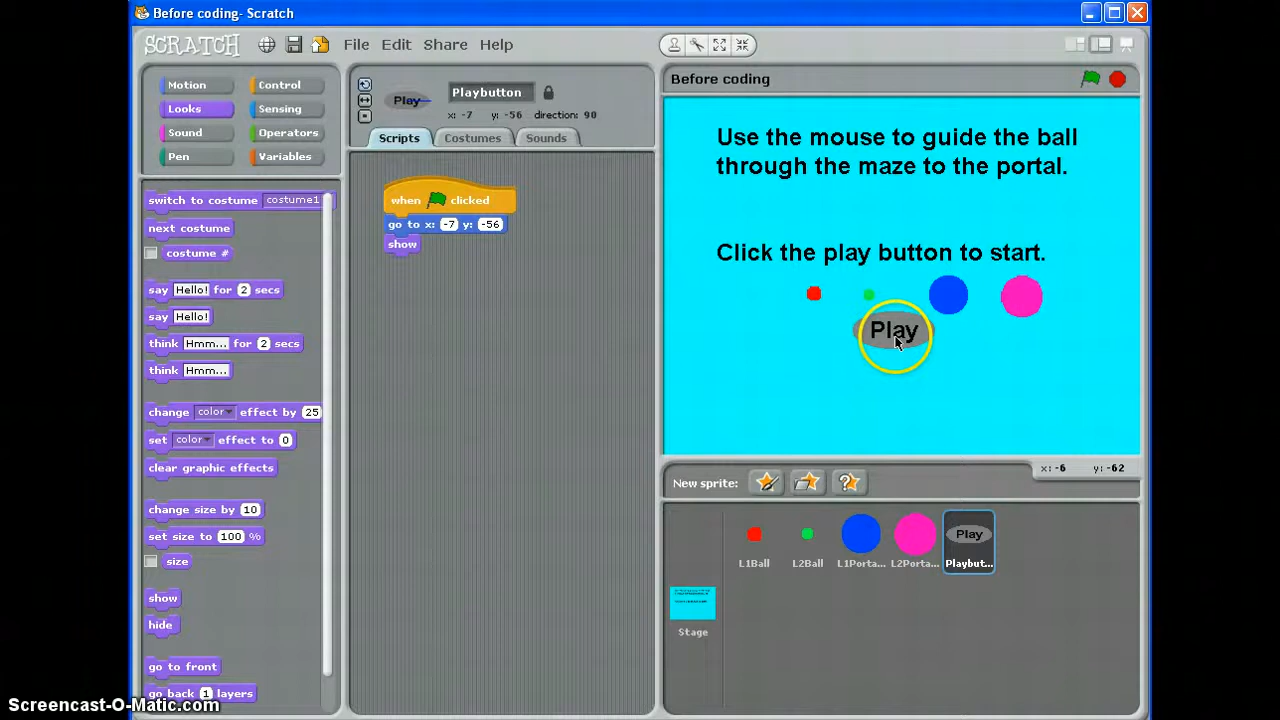 Before coding- Scratch
SCRATCH File Edit Share Help
Motion Control
Looks Sensing
Sound Operators
Pen Variables
switch to costume costume1
next costume
costume #
say Hello! for 2 secs
say Hello!
think Hmm... for 2 secs
think Hmm...
change color effect by 25
set color effect to 0
clear graphic effects
change size by 10
set size to 100 %
size
show
hide
go to front
go back 1 layers
Play
Playbutton
x: -7 y: -56 direction: 90
Scripts Costumes Sounds
when clicked
go to x: -7 y: -56
show
Before coding
Use the mouse to guide the ball
through the maze to the portal.
Click the play button to start.
Play
x: -6 y: -62
New sprite:
Play
L1Ball L2Ball L1Porta... L2Porta... Playbut...
Stage
Screencast-O-Matic.com